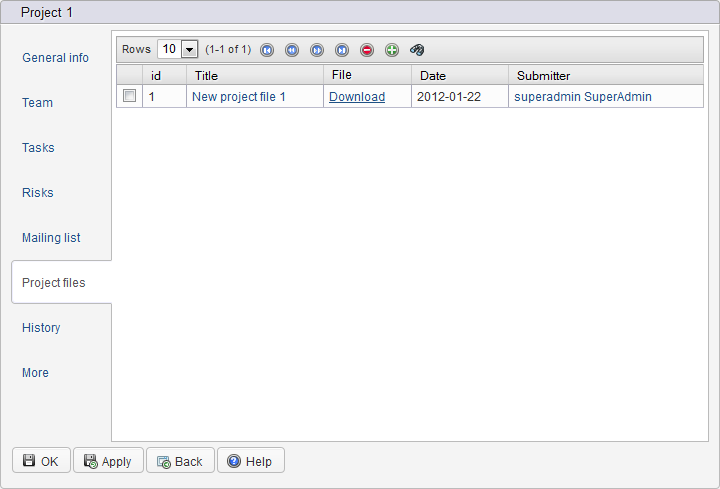 Project 1
General info
Team
Tasks
Risks
Mailing list
Project files
History
More
Rows 10 (1-1 of 1)
id Title File Date Submitter
1 New project file 1 Download 2012-01-22 superadmin SuperAdmin
OK Apply Back Help